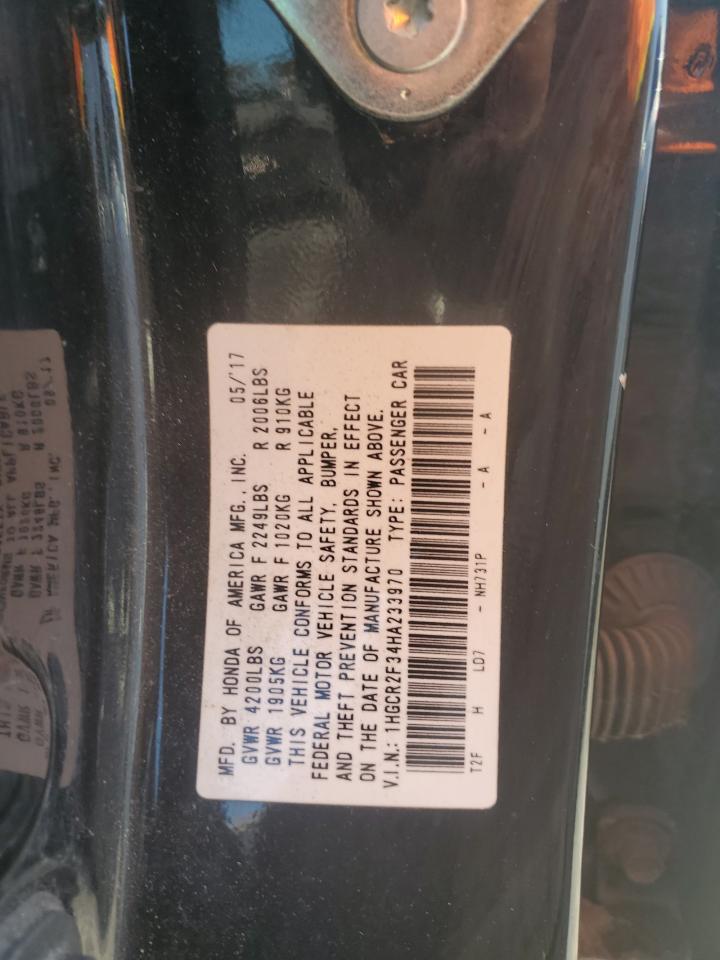 MFD. BY HONDA OF AMERICA MFG., INC. 05/'17
GVWR 4200LBS GAWR F 2249LBS R 2006LBS
GVWR 1905KG GAWR F 1020KG R 910KG
THIS VEHICLE CONFORMS TO ALL APPLICABLE
FEDERAL MOTOR VEHICLE SAFETY, BUMPER,
AND THEFT PREVENTION STANDARDS IN EFFECT
ON THE DATE OF MANUFACTURE SHOWN ABOVE.
V.I.N.: 1HGCR2F34HA233970 TYPE: PASSENGER CAR
T2F H LD7 - NH731P - A - A